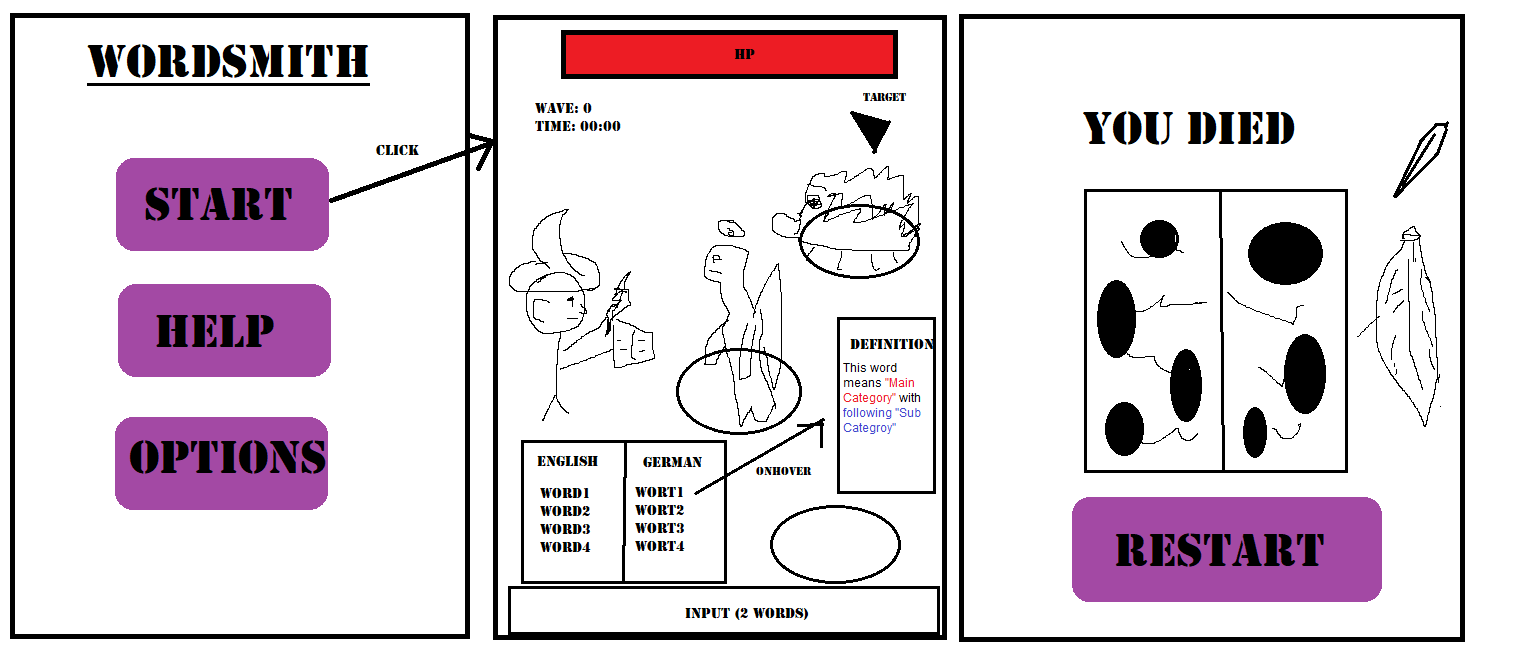 WORDSMITH
START
HELP
OPTIONS
CLICK
HP
WAVE: 0
TIME: 00:00
TARGET
DEFINITION
This word
means "Main
Category" with
following "Sub
Categroy"
ONHOVER
ENGLISH
WORD1
WORD2
WORD3
WORD4
GERMAN
WORT1
WORT2
WORT3
WORT4
INPUT (2 WORDS)
YOU DIED
RESTART